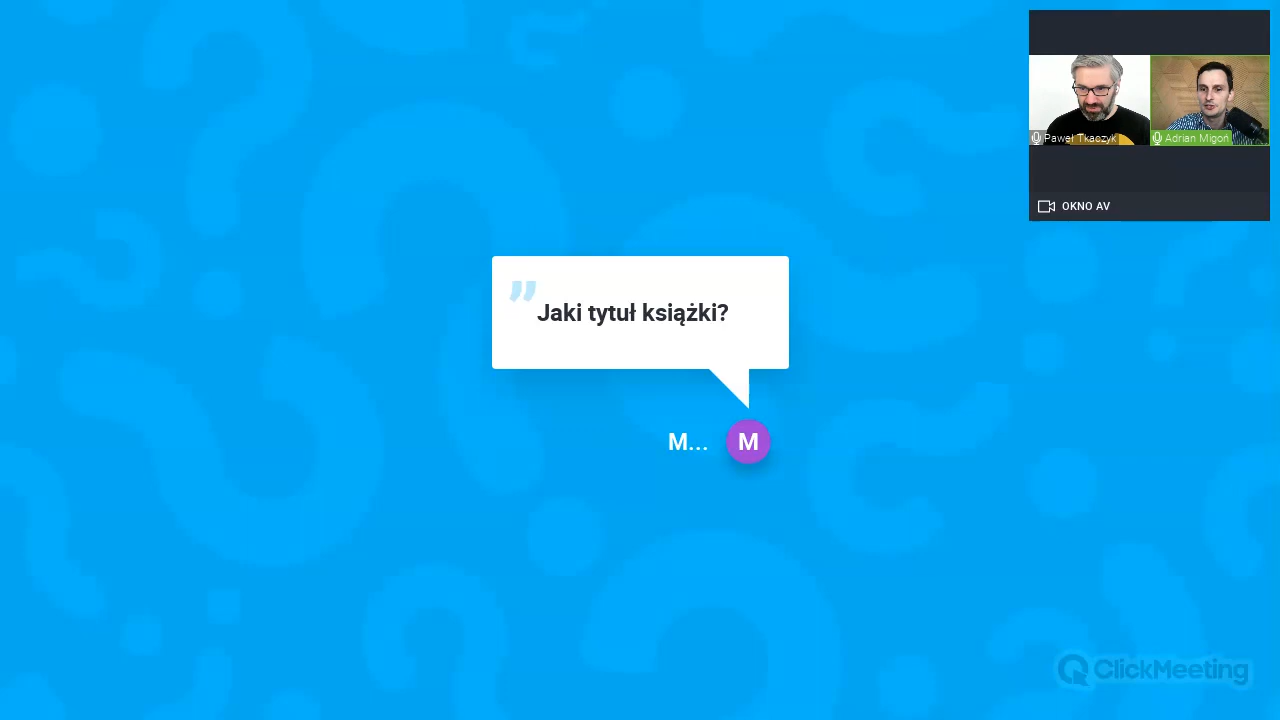 Paweł Tkaczyk
Adrian Migoń
OKNO AV
Jaki tytuł książki?
M... M
ClickMeeting